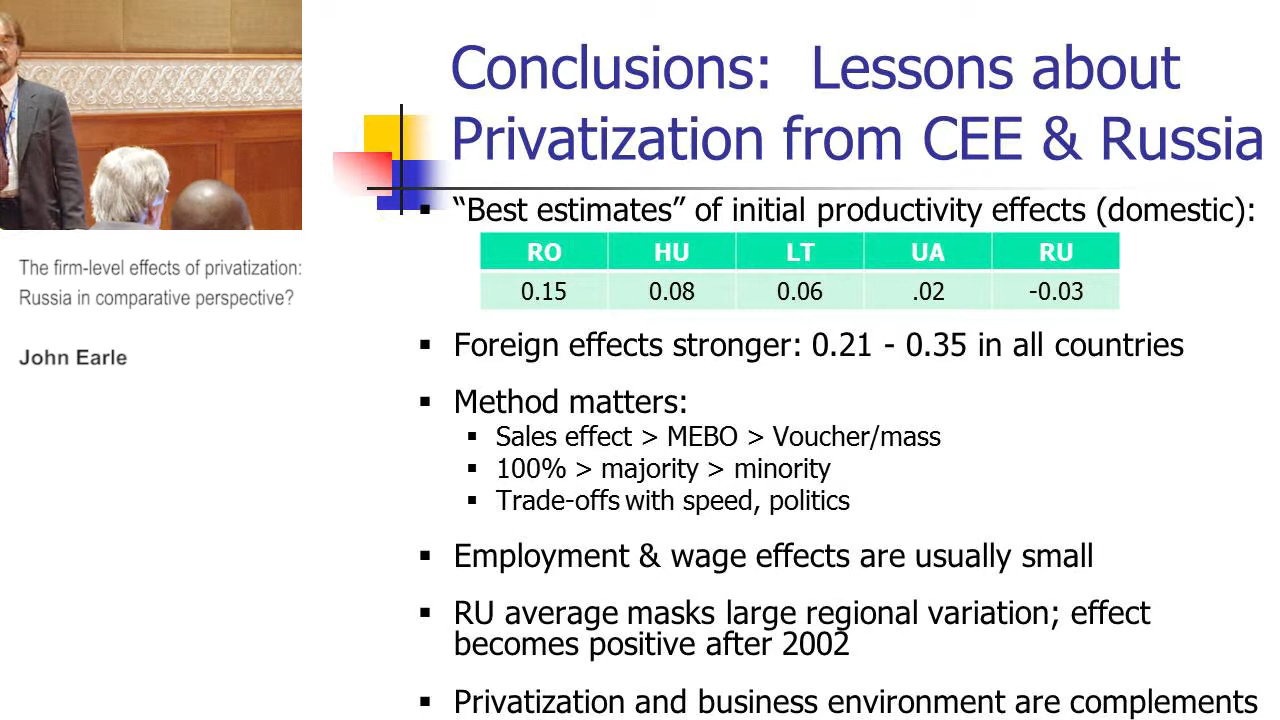 Conclusions: Lessons about
Privatization from CEE & Russia
The firm-level effects of privatization:
Russia in comparative perspective?
John Earle
▪ “Best estimates” of initial productivity effects (domestic):
RO HU LT UA RU
0.15 0.08 0.06 .02 -0.03
▪ Foreign effects stronger: 0.21 - 0.35 in all countries
▪ Method matters:
▪ Sales effect > MEBO > Voucher/mass
▪ 100% > majority > minority
▪ Trade-offs with speed, politics
▪ Employment & wage effects are usually small
▪ RU average masks large regional variation; effect
becomes positive after 2002
▪ Privatization and business environment are complements